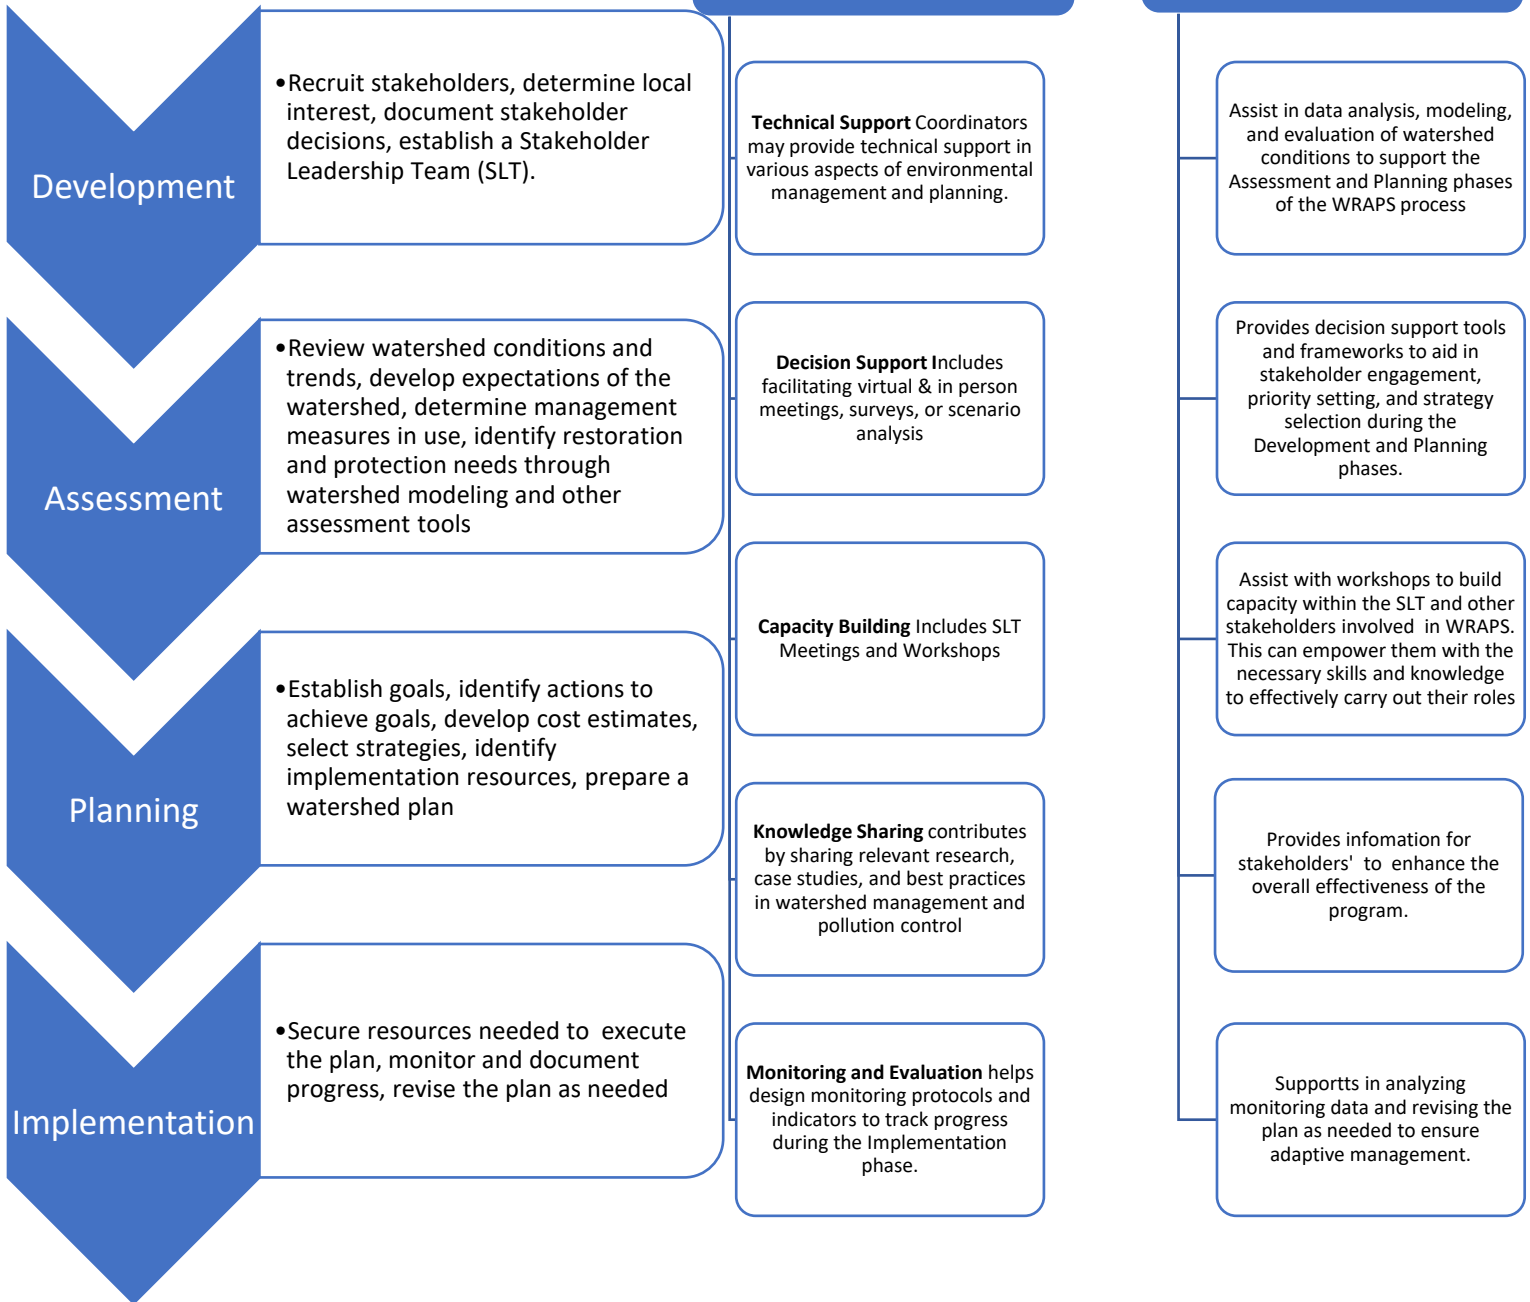 Development
•Recruit stakeholders, determine local
interest, document stakeholder
decisions, establish a Stakeholder
Leadership Team (SLT).
Assessment
•Review watershed conditions and
trends, develop expectations of the
watershed, determine management
measures in use, identify restoration
and protection needs through
watershed modeling and other
assessment tools
Planning
•Establish goals, identify actions to
achieve goals, develop cost estimates,
select strategies, identify
implementation resources, prepare a
watershed plan
Implementation
•Secure resources needed to  execute
the plan, monitor and document
progress, revise the plan as needed
Technical Support Coordinators
may provide technical support in
various aspects of environmental
management and planning.
Decision Support Includes
facilitating virtual & in person
meetings, surveys, or scenario
analysis
Capacity Building Includes SLT
Meetings and Workshops
Knowledge Sharing contributes
by sharing relevant research,
case studies, and best practices
in watershed management and
pollution control
Monitoring and Evaluation helps
design monitoring protocols and
indicators to track progress
during the Implementation
phase.
Assist in data analysis, modeling,
and evaluation of watershed
conditions to support the
Assessment and Planning phases
of the WRAPS process
Provides decision support tools
and frameworks to aid in
stakeholder engagement,
priority setting, and strategy
selection during the
Development and Planning
phases.
Assist with workshops to build
capacity within the SLT and other
stakeholders involved  in WRAPS.
This can empower them with the
necessary skills and knowledge
to effectively carry out their roles
Provides infomation for
stakeholders'  to  enhance the
overall effectiveness of the
program.
Supportts in analyzing
monitoring data and revising the
plan as needed to ensure
adaptive management.